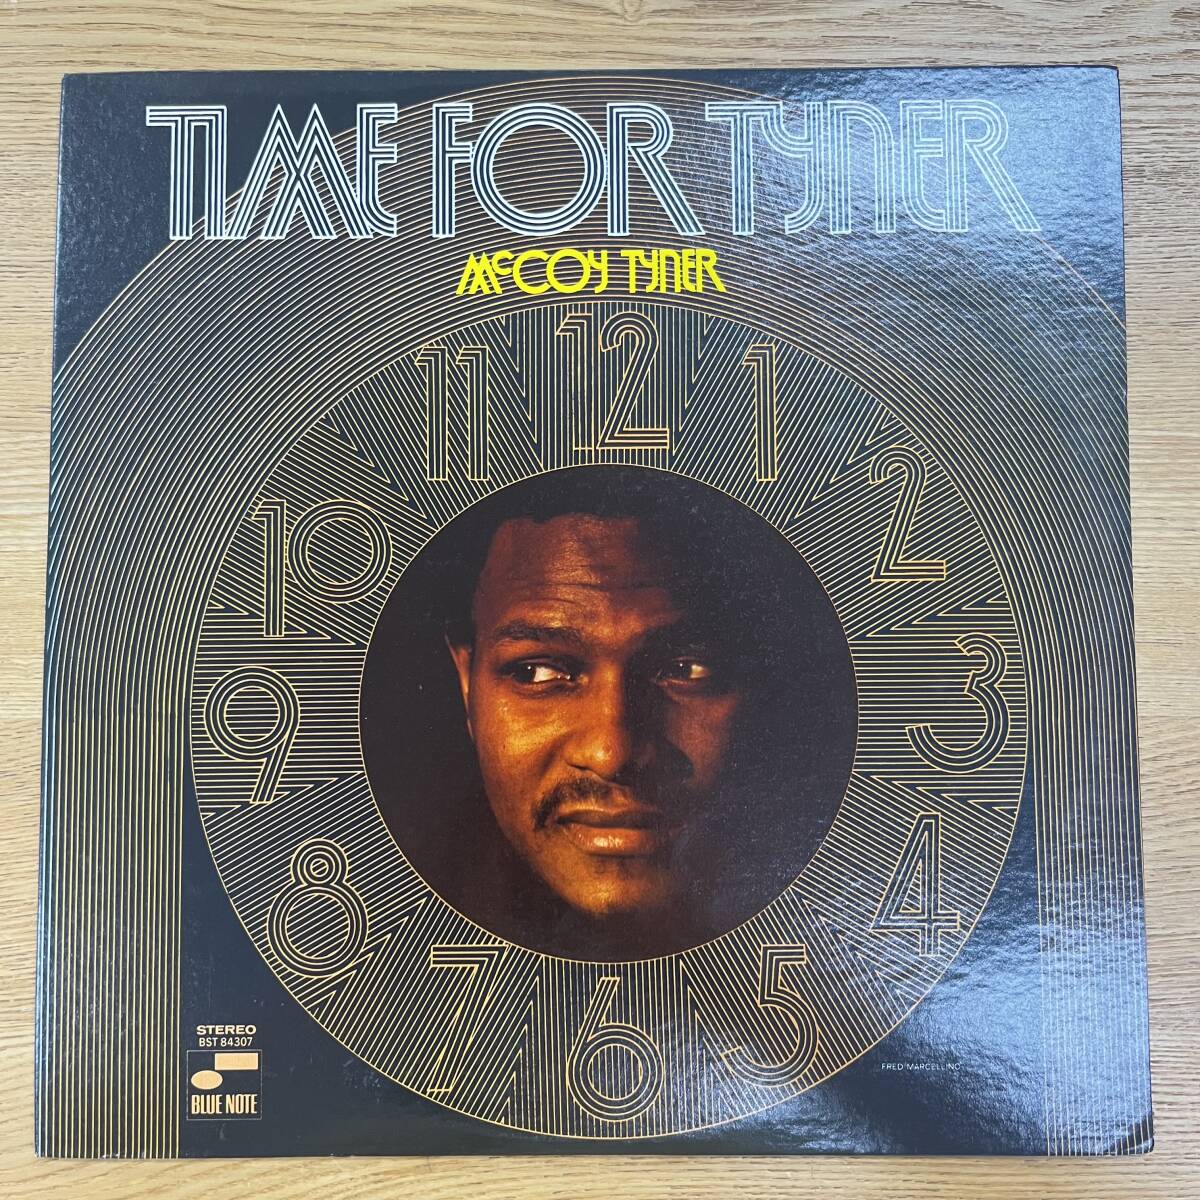 TIME FOR TYNER
McCOY TYNER
12
11
1
10
2
9
3
8
4
7
5
6
STEREO
BST 84307
BLUE NOTE
FRED MARCELLINO